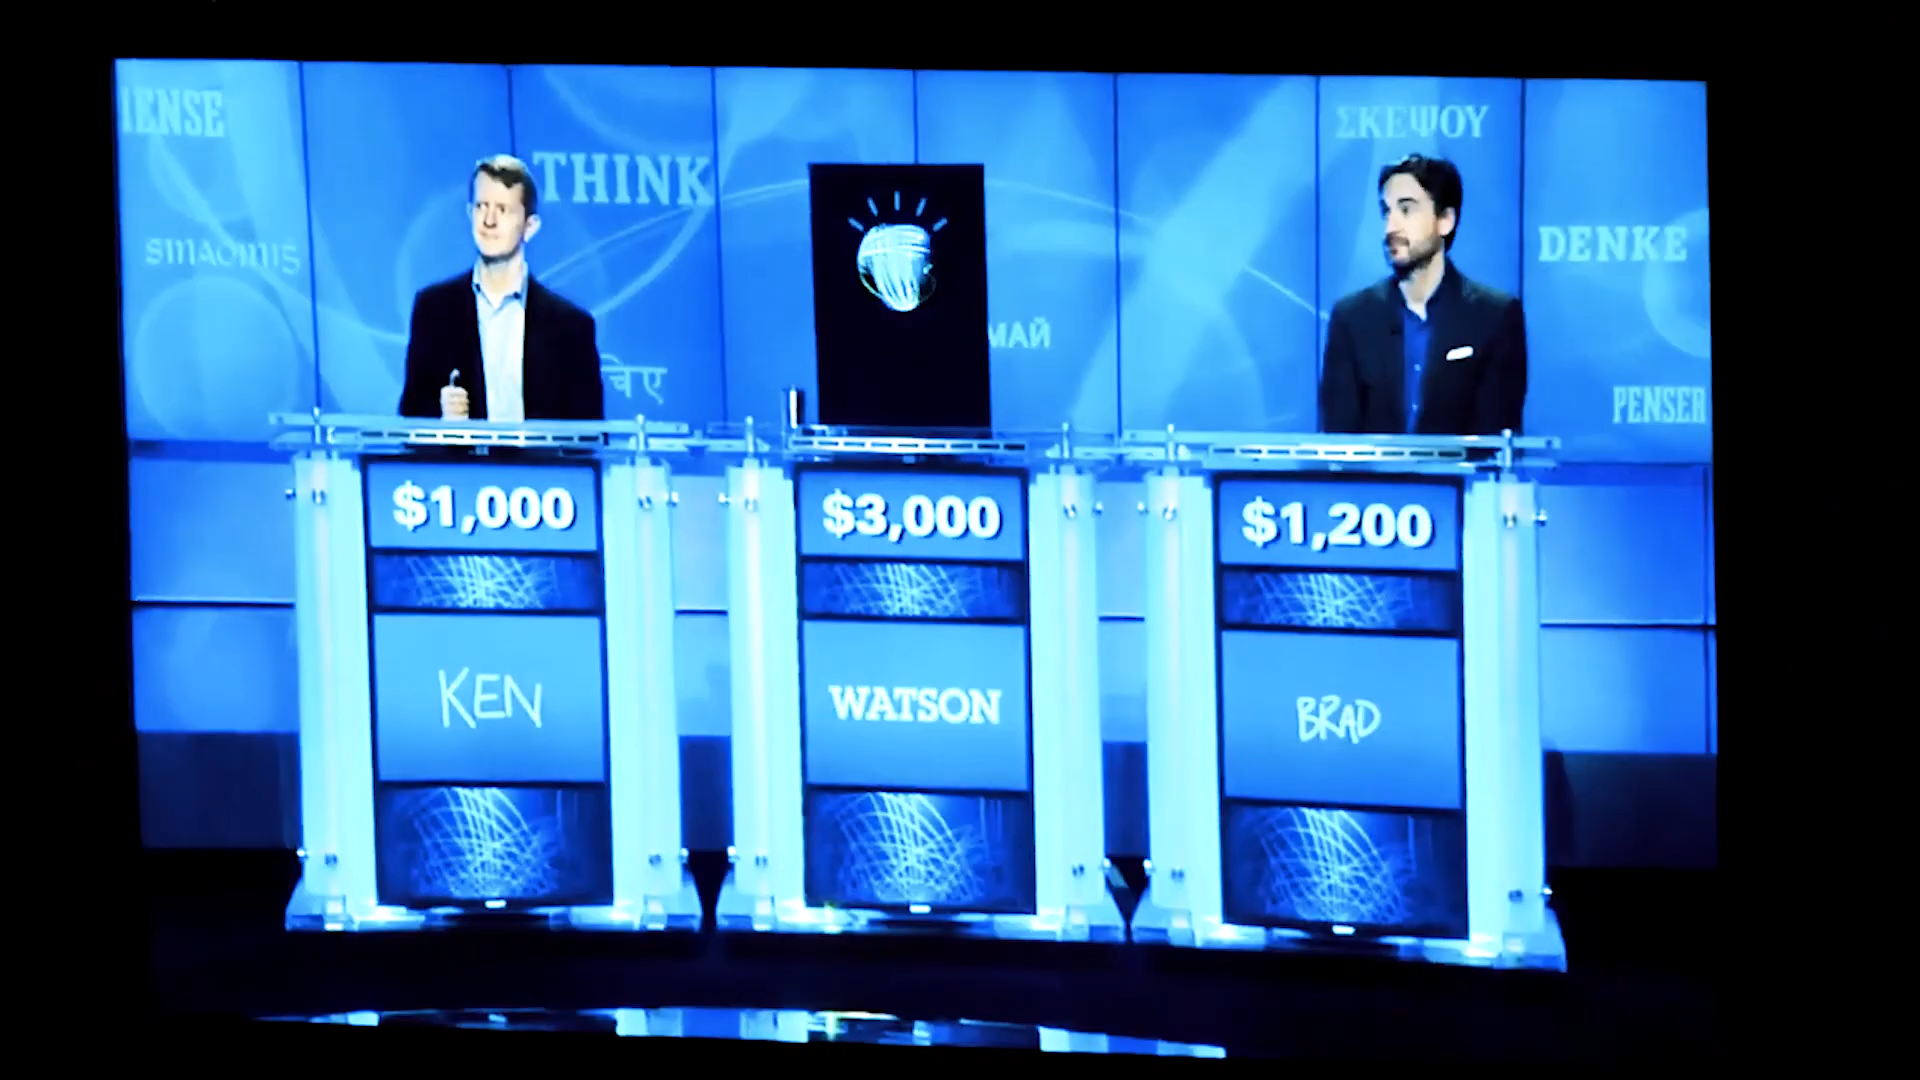 IENSE
THINK
ΣΚΕΨΟΥ
DENKE
МАЙ
चिए
PENSER
$1,000
$3,000
$1,200
KEN
WATSON
BRAD